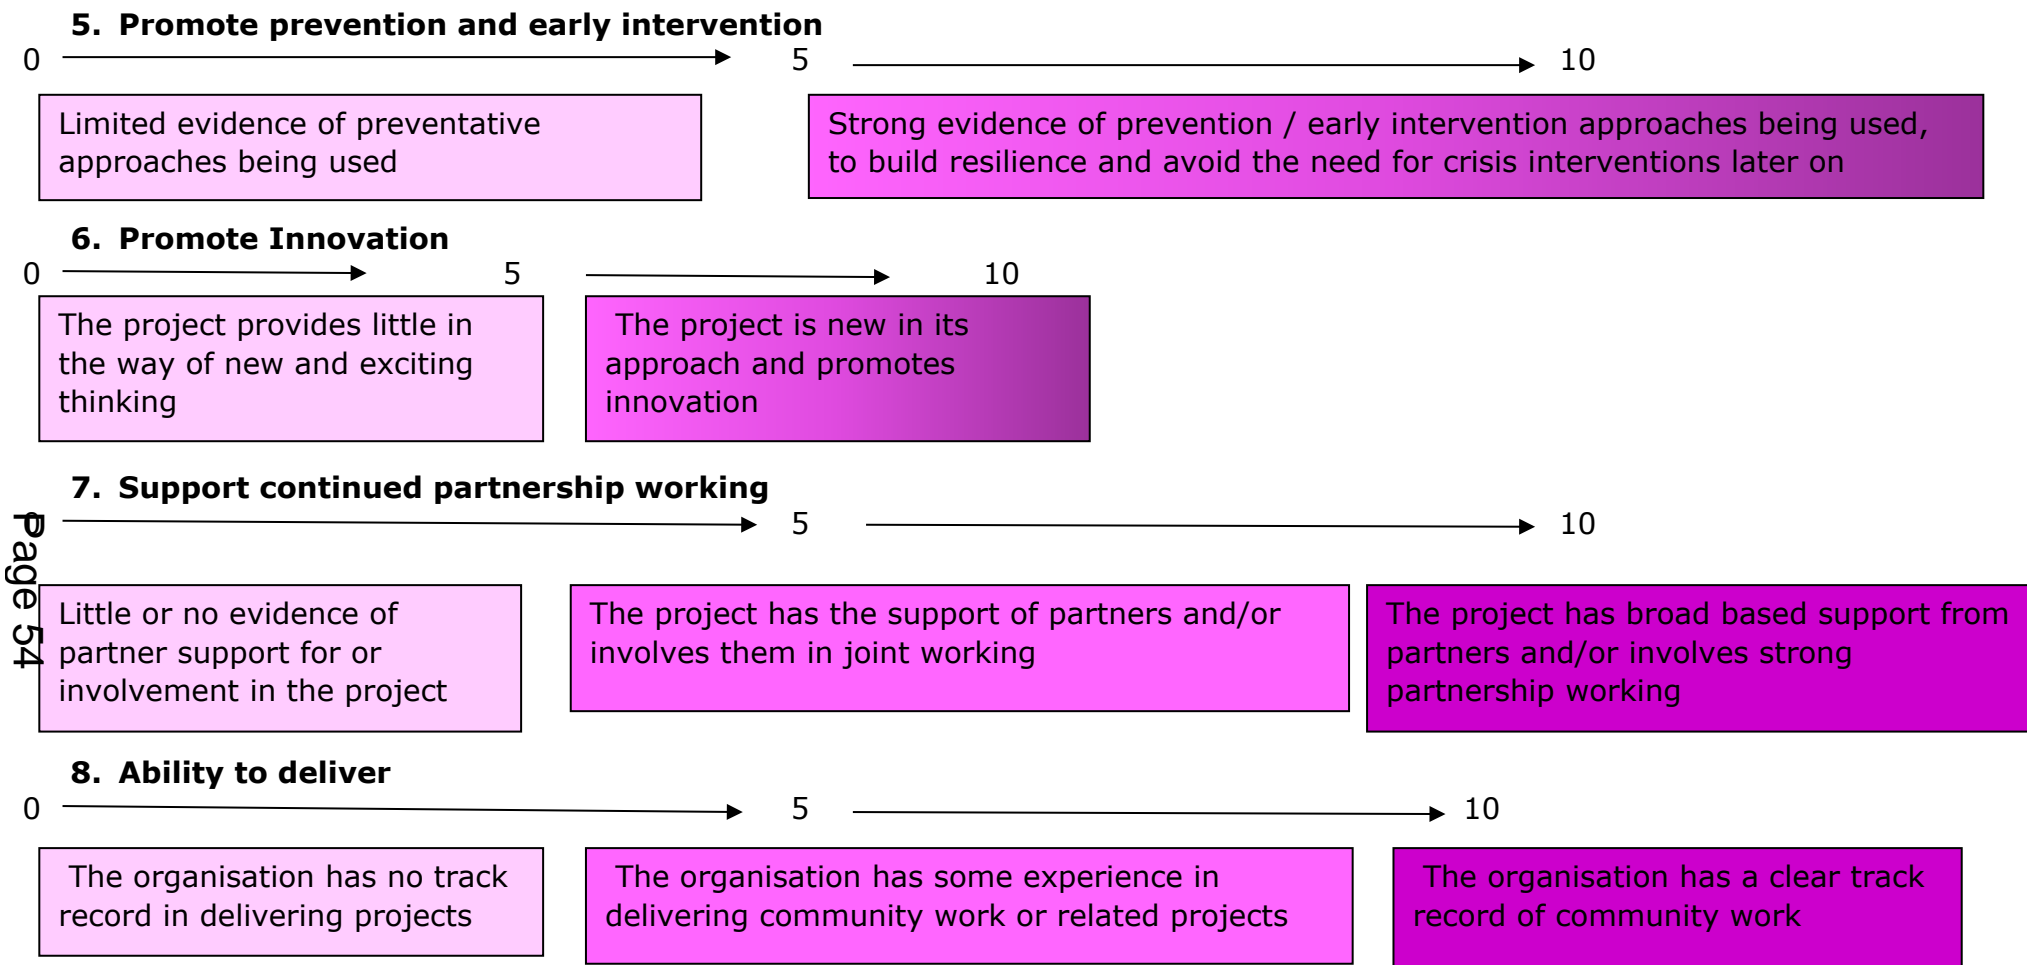 5. Promote prevention and early intervention
0 5 10
Limited evidence of preventative
approaches being used
Strong evidence of prevention / early intervention approaches being used,
to build resilience and avoid the need for crisis interventions later on
6. Promote Innovation
0 5 10
The project provides little in
the way of new and exciting
thinking
The project is new in its
approach and promotes
innovation
7. Support continued partnership working
0 5 10
Little or no evidence of
partner support for or
involvement in the project
The project has the support of partners and/or
involves them in joint working
The project has broad based support from
partners and/or involves strong
partnership working
8. Ability to deliver
0 5 10
The organisation has no track
record in delivering projects
The organisation has some experience in
delivering community work or related projects
The organisation has a clear track
record of community work
Page 54